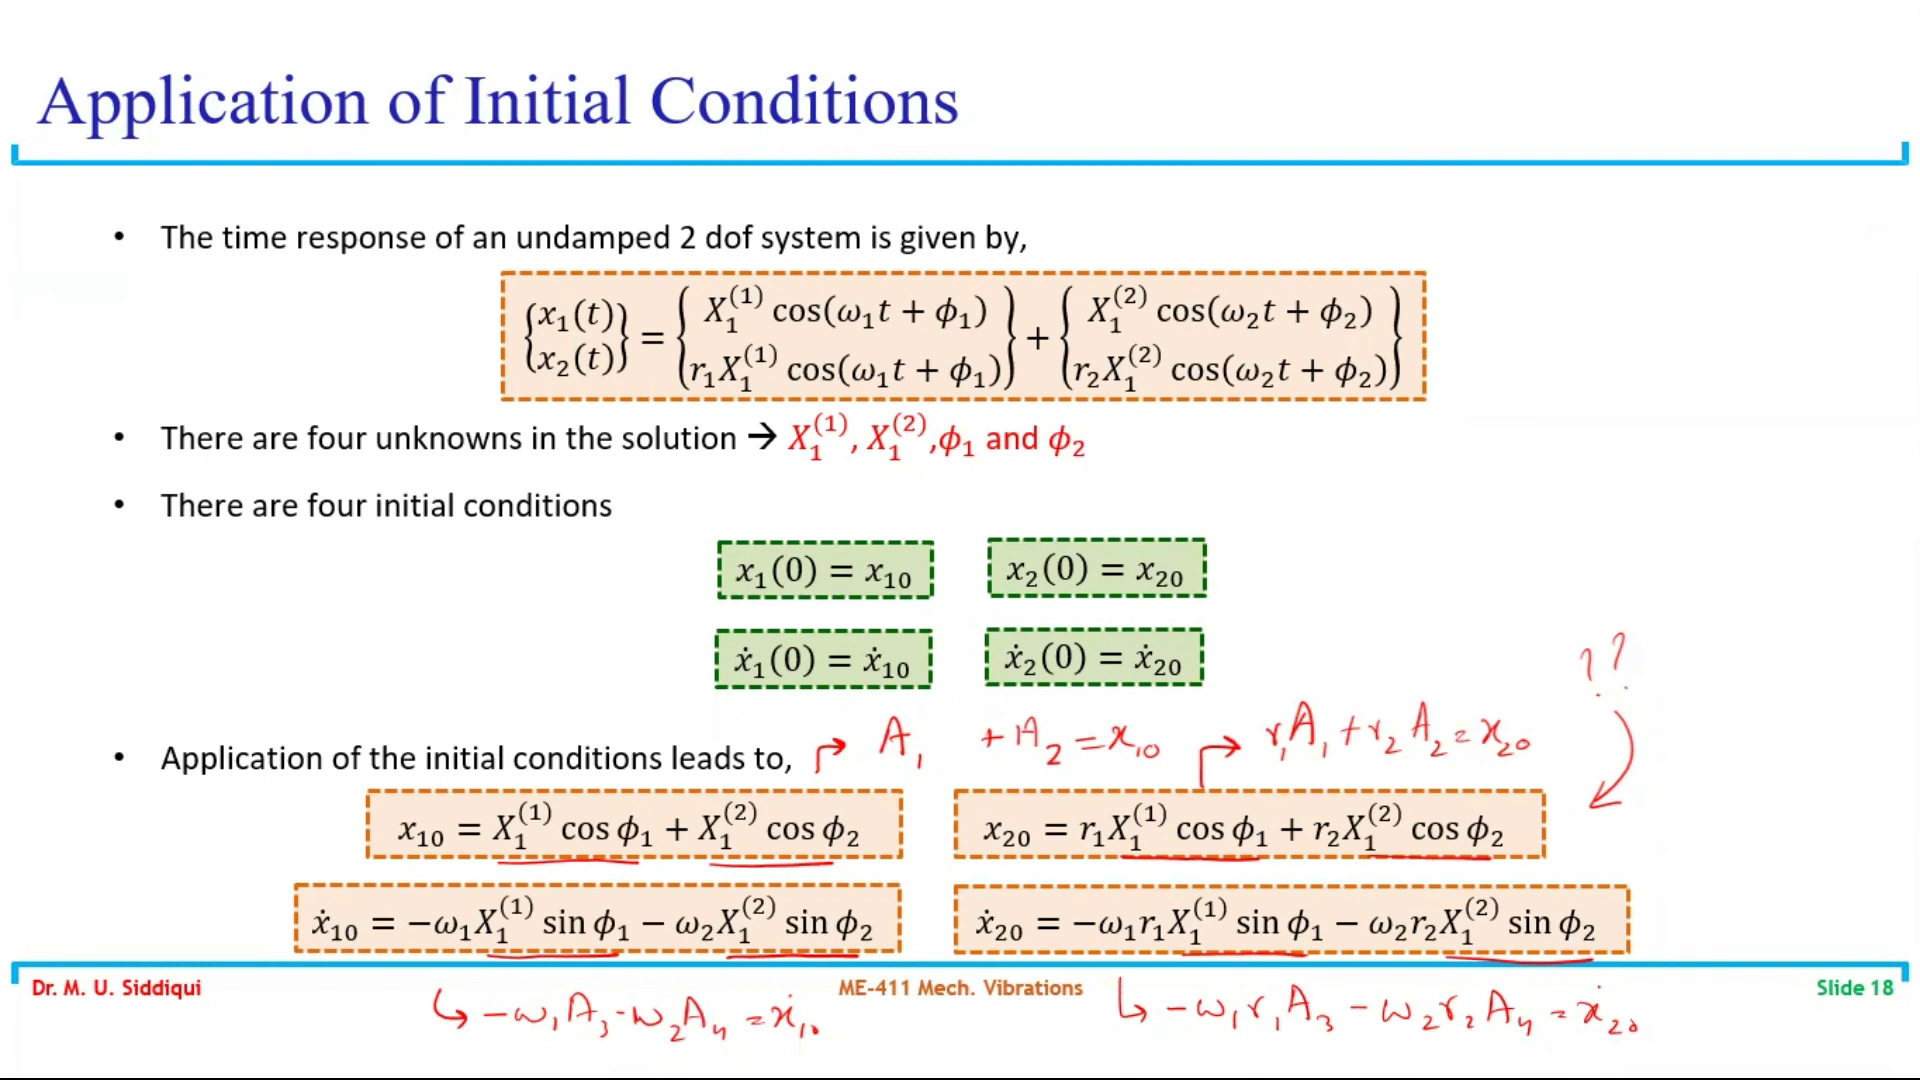 Application of Initial Conditions
• The time response of an undamped 2 dof system is given by,
{x₁(t) x₂(t)} = {X₁⁽¹⁾ cos(ω₁t + ϕ₁) r₁X₁⁽¹⁾ cos(ω₁t + ϕ₁)} + {X₁⁽²⁾ cos(ω₂t + ϕ₂) r₂X₁⁽²⁾ cos(ω₂t + ϕ₂)}
• There are four unknowns in the solution → X₁⁽¹⁾, X₁⁽²⁾,ϕ₁ and ϕ₂
• There are four initial conditions
x₁(0) = x₁₀ x₂(0) = x₂₀
ẋ₁(0) = ẋ₁₀ ẋ₂(0) = ẋ₂₀
??
• Application of the initial conditions leads to, ↱ A₁ + A₂ = x₁₀ ↱ r₁A₁ + r₂A₂ = x₂₀
x₁₀ = X₁⁽¹⁾ cos ϕ₁ + X₁⁽²⁾ cos ϕ₂ x₂₀ = r₁X₁⁽¹⁾ cos ϕ₁ + r₂X₁⁽²⁾ cos ϕ₂
ẋ₁₀ = −ω₁X₁⁽¹⁾ sin ϕ₁ − ω₂X₁⁽²⁾ sin ϕ₂ ẋ₂₀ = −ω₁r₁X₁⁽¹⁾ sin ϕ₁ − ω₂r₂X₁⁽²⁾ sin ϕ₂
Dr. M. U. Siddiqui ME-411 Mech. Vibrations Slide 18
↳ −ω₁A₃ − ω₂A₄ = ẋ₁₀ ↳ −ω₁r₁A₃ − ω₂r₂A₄ = ẋ₂₀